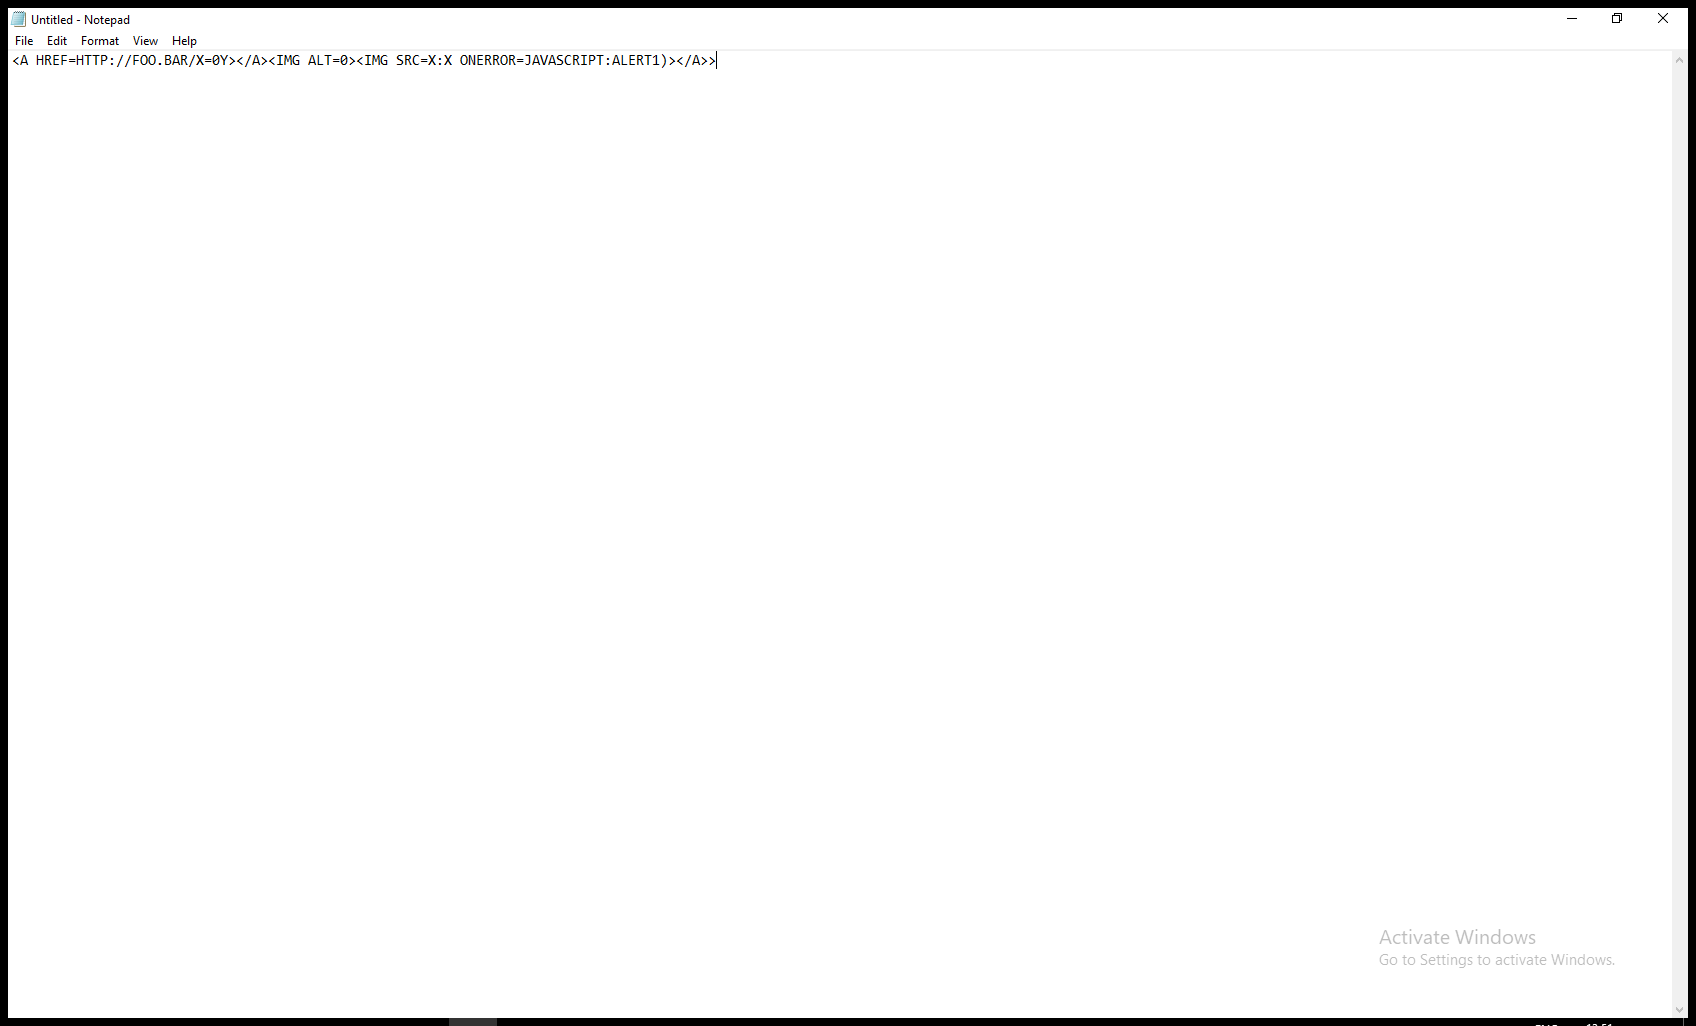 Untitled - Notepad
File Edit Format View Help
<A HREF=HTTP://FOO.BAR/X=0Y></A><IMG ALT=0><IMG SRC=X:X ONERROR=JAVASCRIPT:ALERT1)></A>>
Activate Windows
Go to Settings to activate Windows.